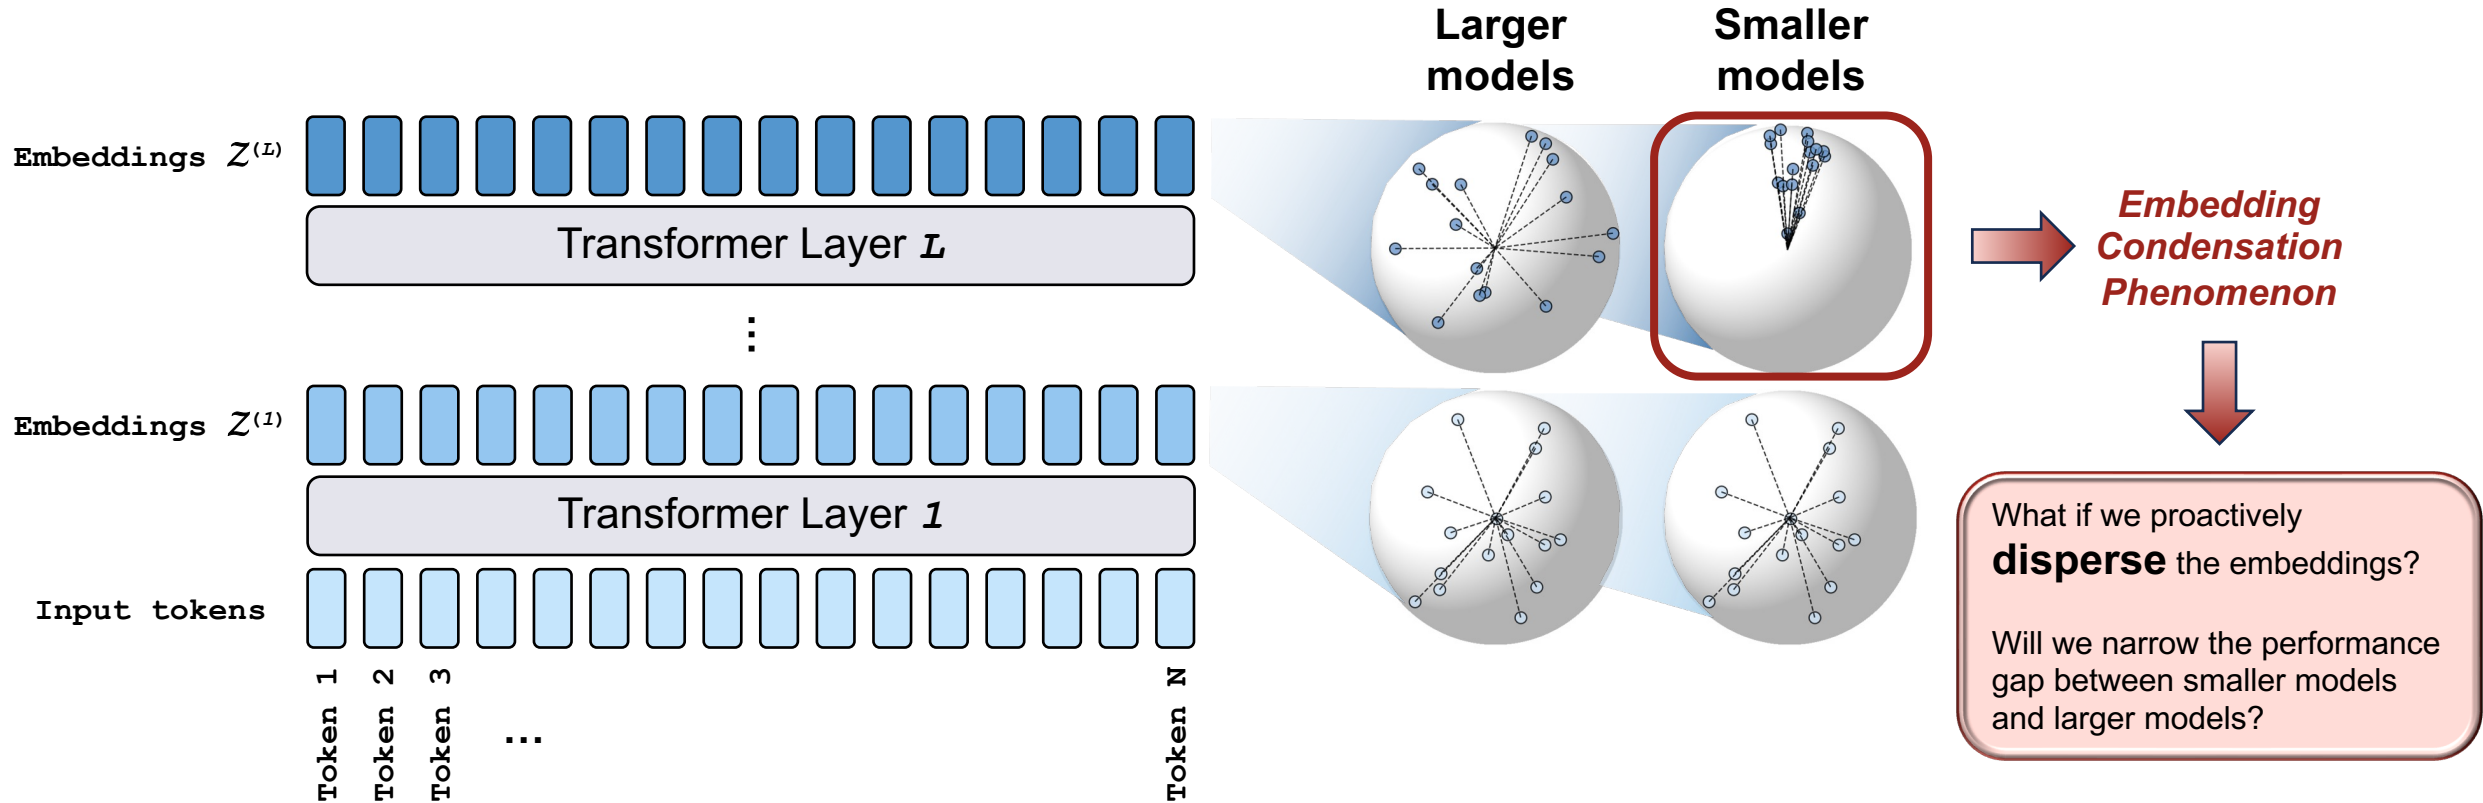 Larger
models
Smaller
models
Embeddings Z(L)
Transformer Layer L
⋮
Embeddings Z(1)
Transformer Layer 1
Input tokens
Token 1
Token 2
Token 3
...
Token N
Embedding
Condensation
Phenomenon
What if we proactively
disperse the embeddings?
Will we narrow the performance
gap between smaller models
and larger models?